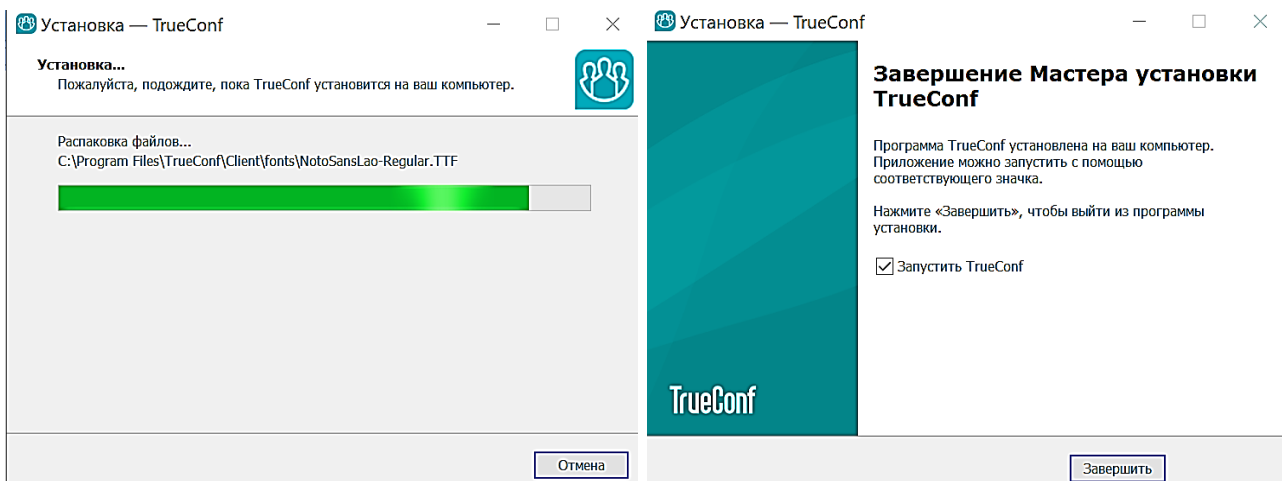 Установка — TrueConf
Установка...
Пожалуйста, подождите, пока TrueConf установится на ваш компьютер.
Распаковка файлов...
C:\Program Files\TrueConf\Client\fonts\NotoSansLao-Regular.TTF
Отмена
Установка — TrueConf
Завершение Мастера установки
TrueConf
Программа TrueConf установлена на ваш компьютер.
Приложение можно запустить с помощью
соответствующего значка.
Нажмите «Завершить», чтобы выйти из программы
установки.
Запустить TrueConf
TrueConf
Завершить